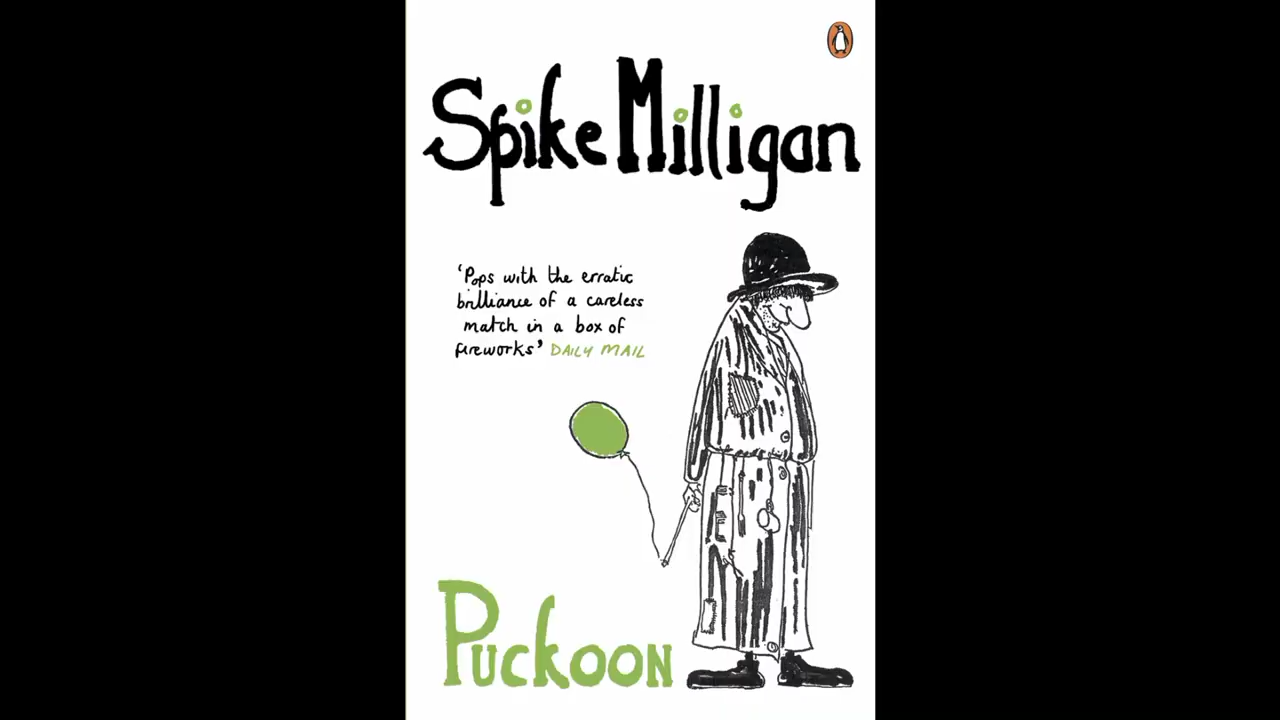 Spike Milligan
'Pops with the erratic
brilliance of a careless
match in a box of
fireworks' DAILY MAIL
PUCKOON